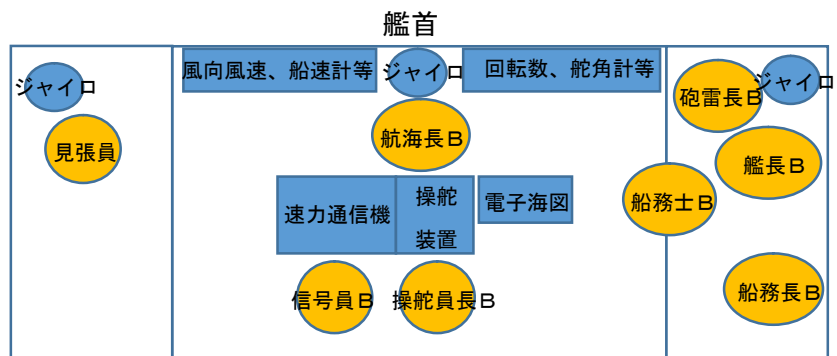 艦首
風向風速、船速計等
ジャイロ
回転数、舵角計等
ジャイロ
ジャイロ
砲雷長B
見張員
航海長B
艦長B
速力通信機
操舵
装置
電子海図
船務士B
信号員B
操舵員長B
船務長B